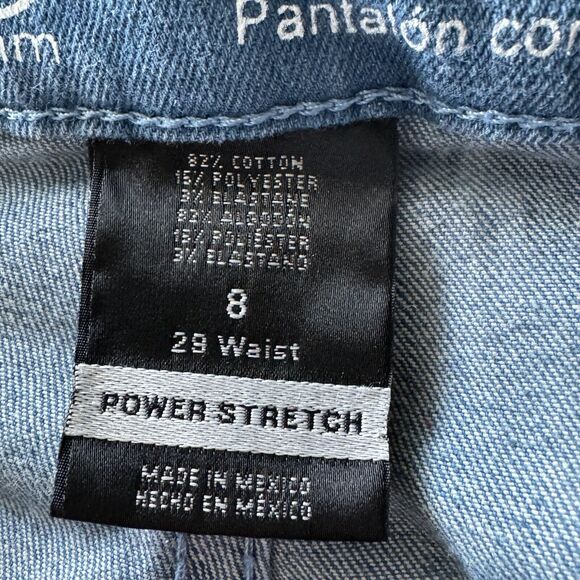 Pantalón
82% COTTON
15% POLYESTER
3% ELASTANE
82% ALGODÓN
15% POLIÉSTER
3% ELASTANO
8
29 Waist
POWER STRETCH
MADE IN MEXICO
HECHO EN MÉXICO